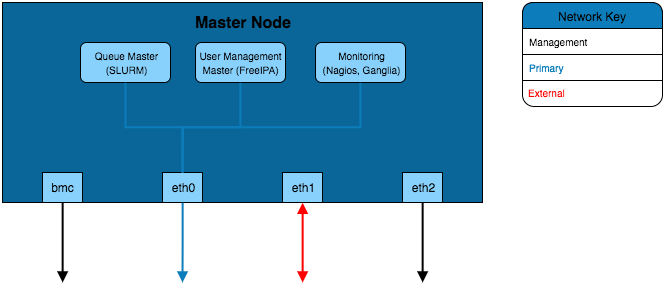 Master Node
Queue Master
(SLURM)
User Management
Master (FreeIPA)
Monitoring
(Nagios, Ganglia)
bmc
eth0
eth1
eth2
Network Key
Management
Primary
External